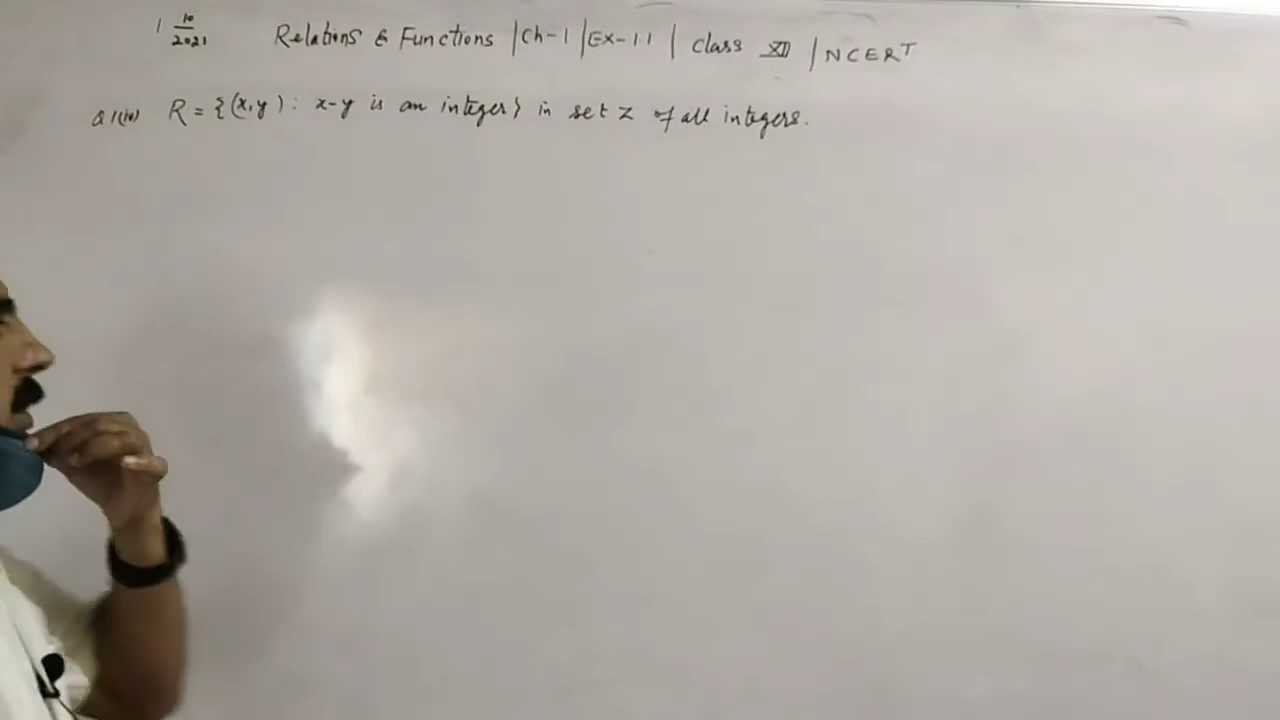 1 10/2021 Relations & Functions | Ch-1 | Ex-1.1 | Class XII | NCERT
Q1(iv) R = {(x,y) : x-y is an integer} in set Z of all integers.